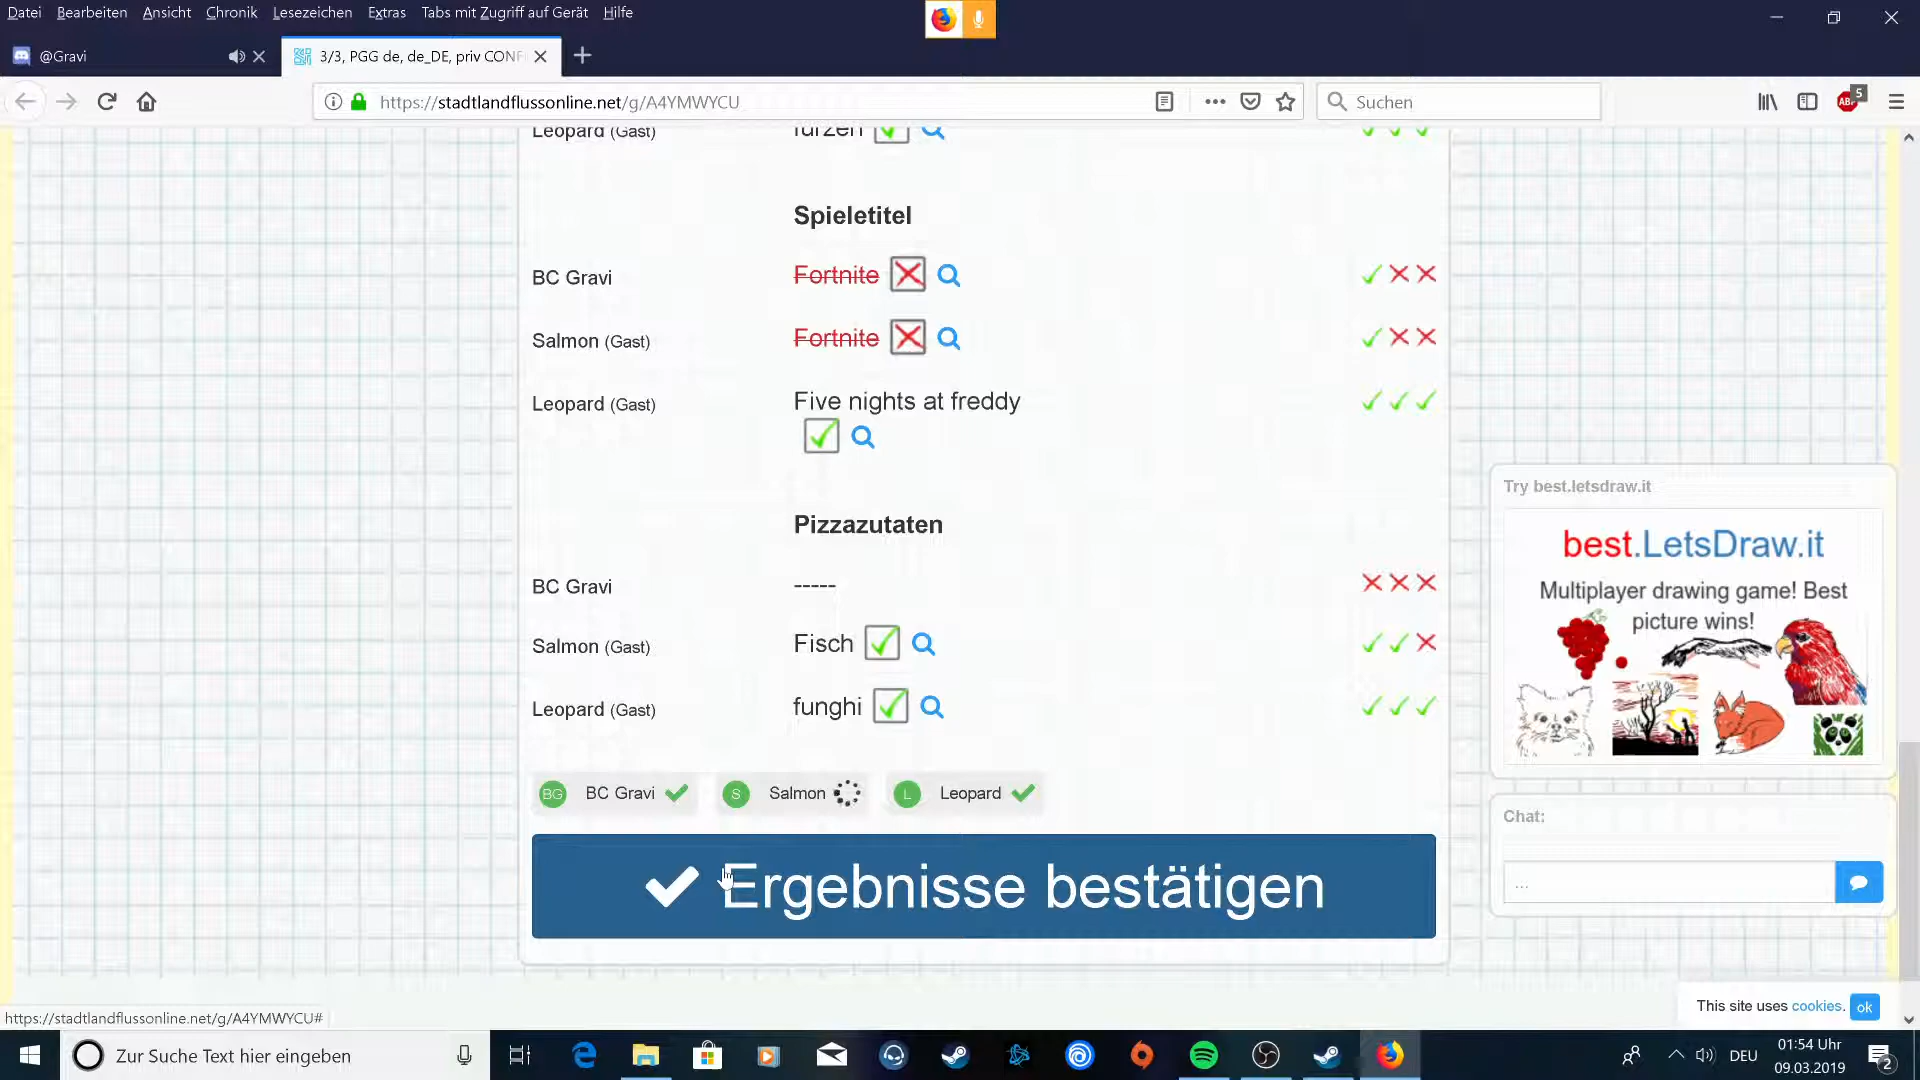 Datei Bearbeiten Ansicht Chronik Extras Lesezeichen Tabs mit Zugriff auf Gerät Hilfe
@Gravi
3/3, PGG de, de_DE, priv CONF
https://stadtlandflussonline.net/g/A4YMWYCU
Suchen
ABP
5
Leopard (Gast) furzen
Spieletitel
BC Gravi Fortnite
Salmon (Gast) Fortnite
Leopard (Gast) Five nights at freddy
Pizzazutaten
BC Gravi -----
Salmon (Gast) Fisch
Leopard (Gast) funghi
BG BC Gravi S Salmon L Leopard
Ergebnisse bestätigen
Try best.letsdraw.it
best.LetsDraw.it
Multiplayer drawing game! Best
picture wins!
Chat:
...
This site uses cookies. ok
https://stadtlandflussonline.net/g/A4YMWYCU#
Zur Suche Text hier eingeben
DEU
01:54 Uhr
09.03.2019
2